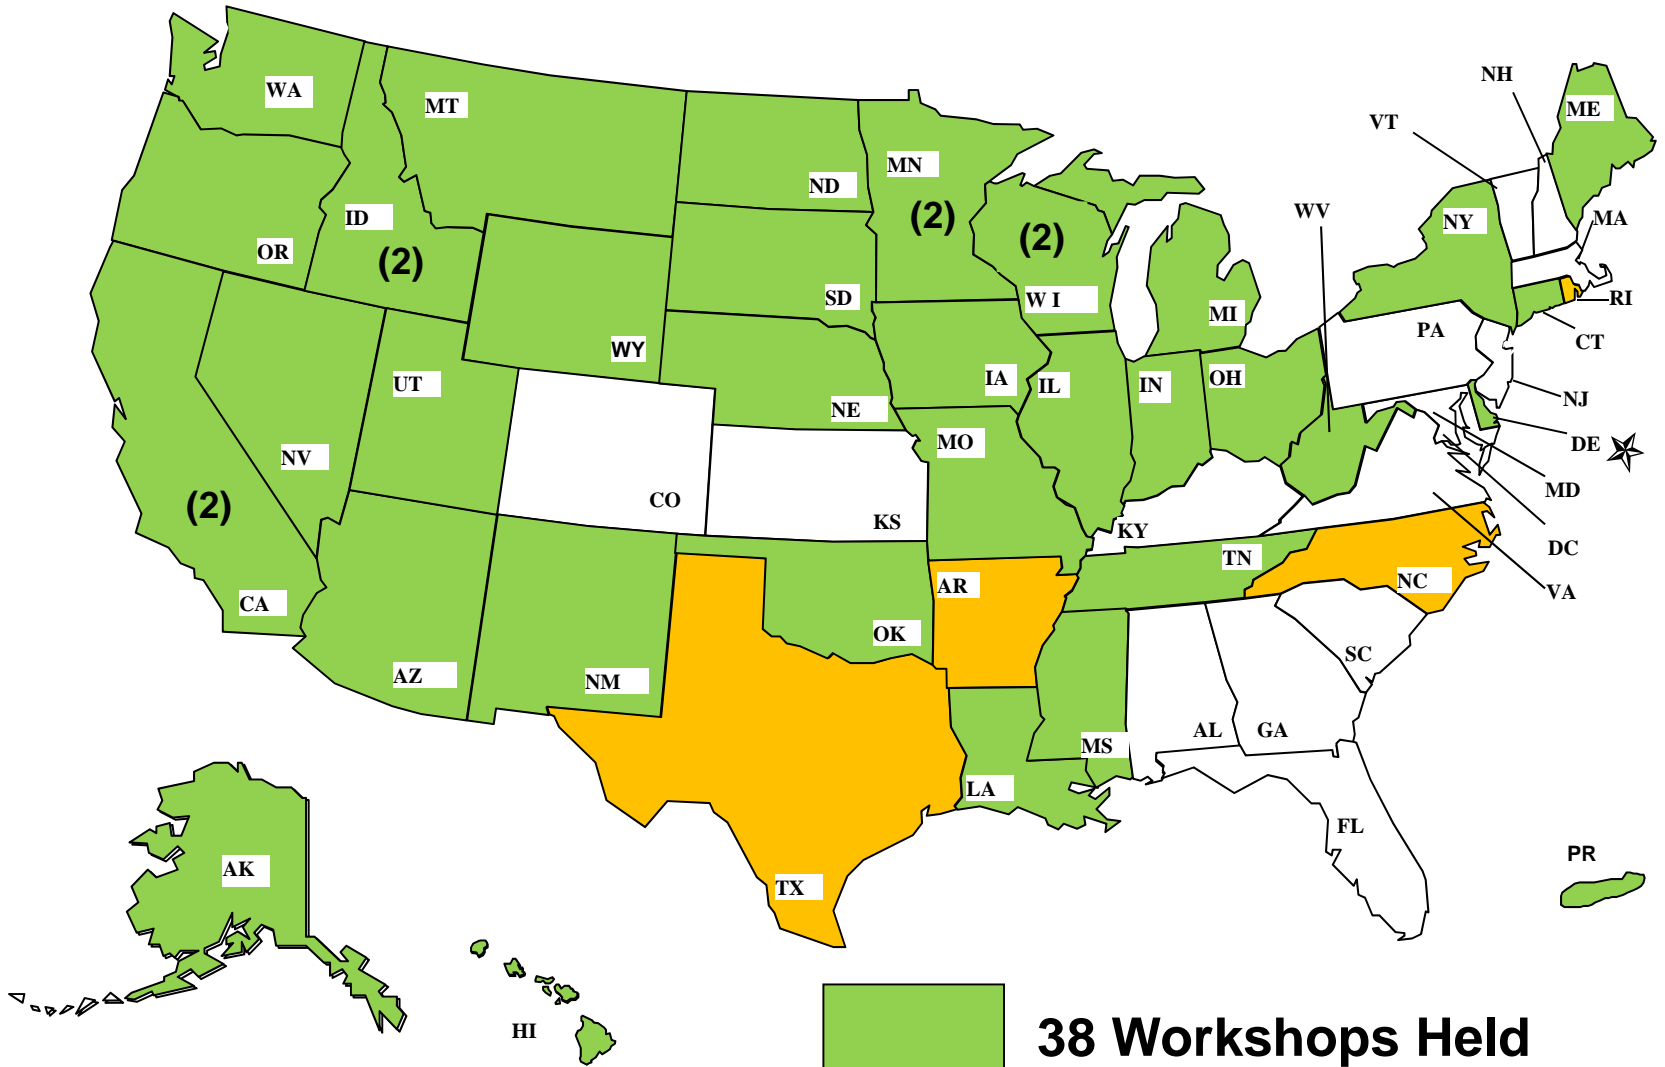 NH
WA
MT
ME
VT
MN
ND
ID
(2)
(2)
WV
NY
MA
OR
(2)
SD
W I
MI
RI
PA
CT
WY
UT
IA
IL
IN
OH
NE
NJ
MO
DE
NV
MD
(2)
CO
KS
KY
DC
TN
CA
AR
NC
VA
OK
SC
AZ
NM
AL
GA
MS
LA
FL
PR
AK
TX
HI
38 Workshops Held